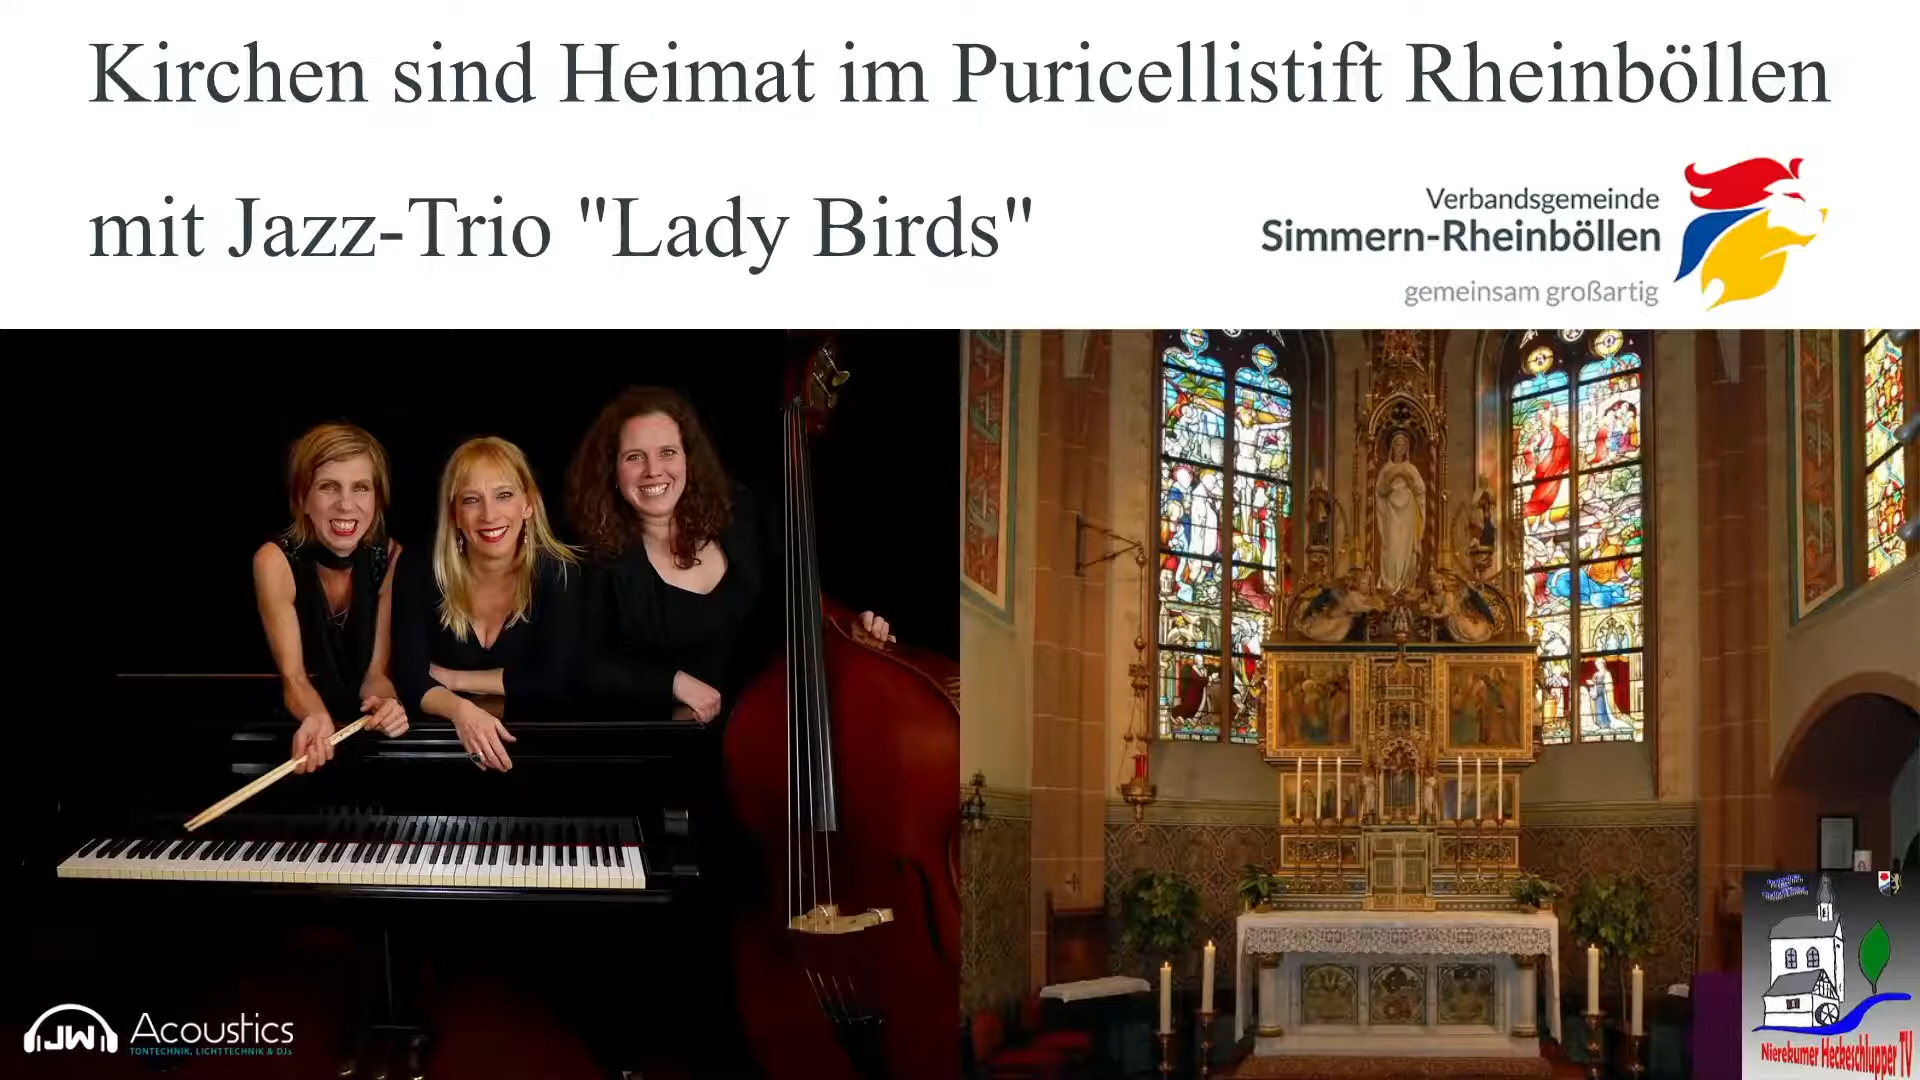 Kirchen sind Heimat im Puricellistift Rheinböllen
mit Jazz-Trio "Lady Birds"
Verbandsgemeinde
Simmern-Rheinböllen
gemeinsam großartig
JW Acoustics
TONTECHNIK, LICHTTECHNIK & DJs
Nierekumer Heckeschlupper TV